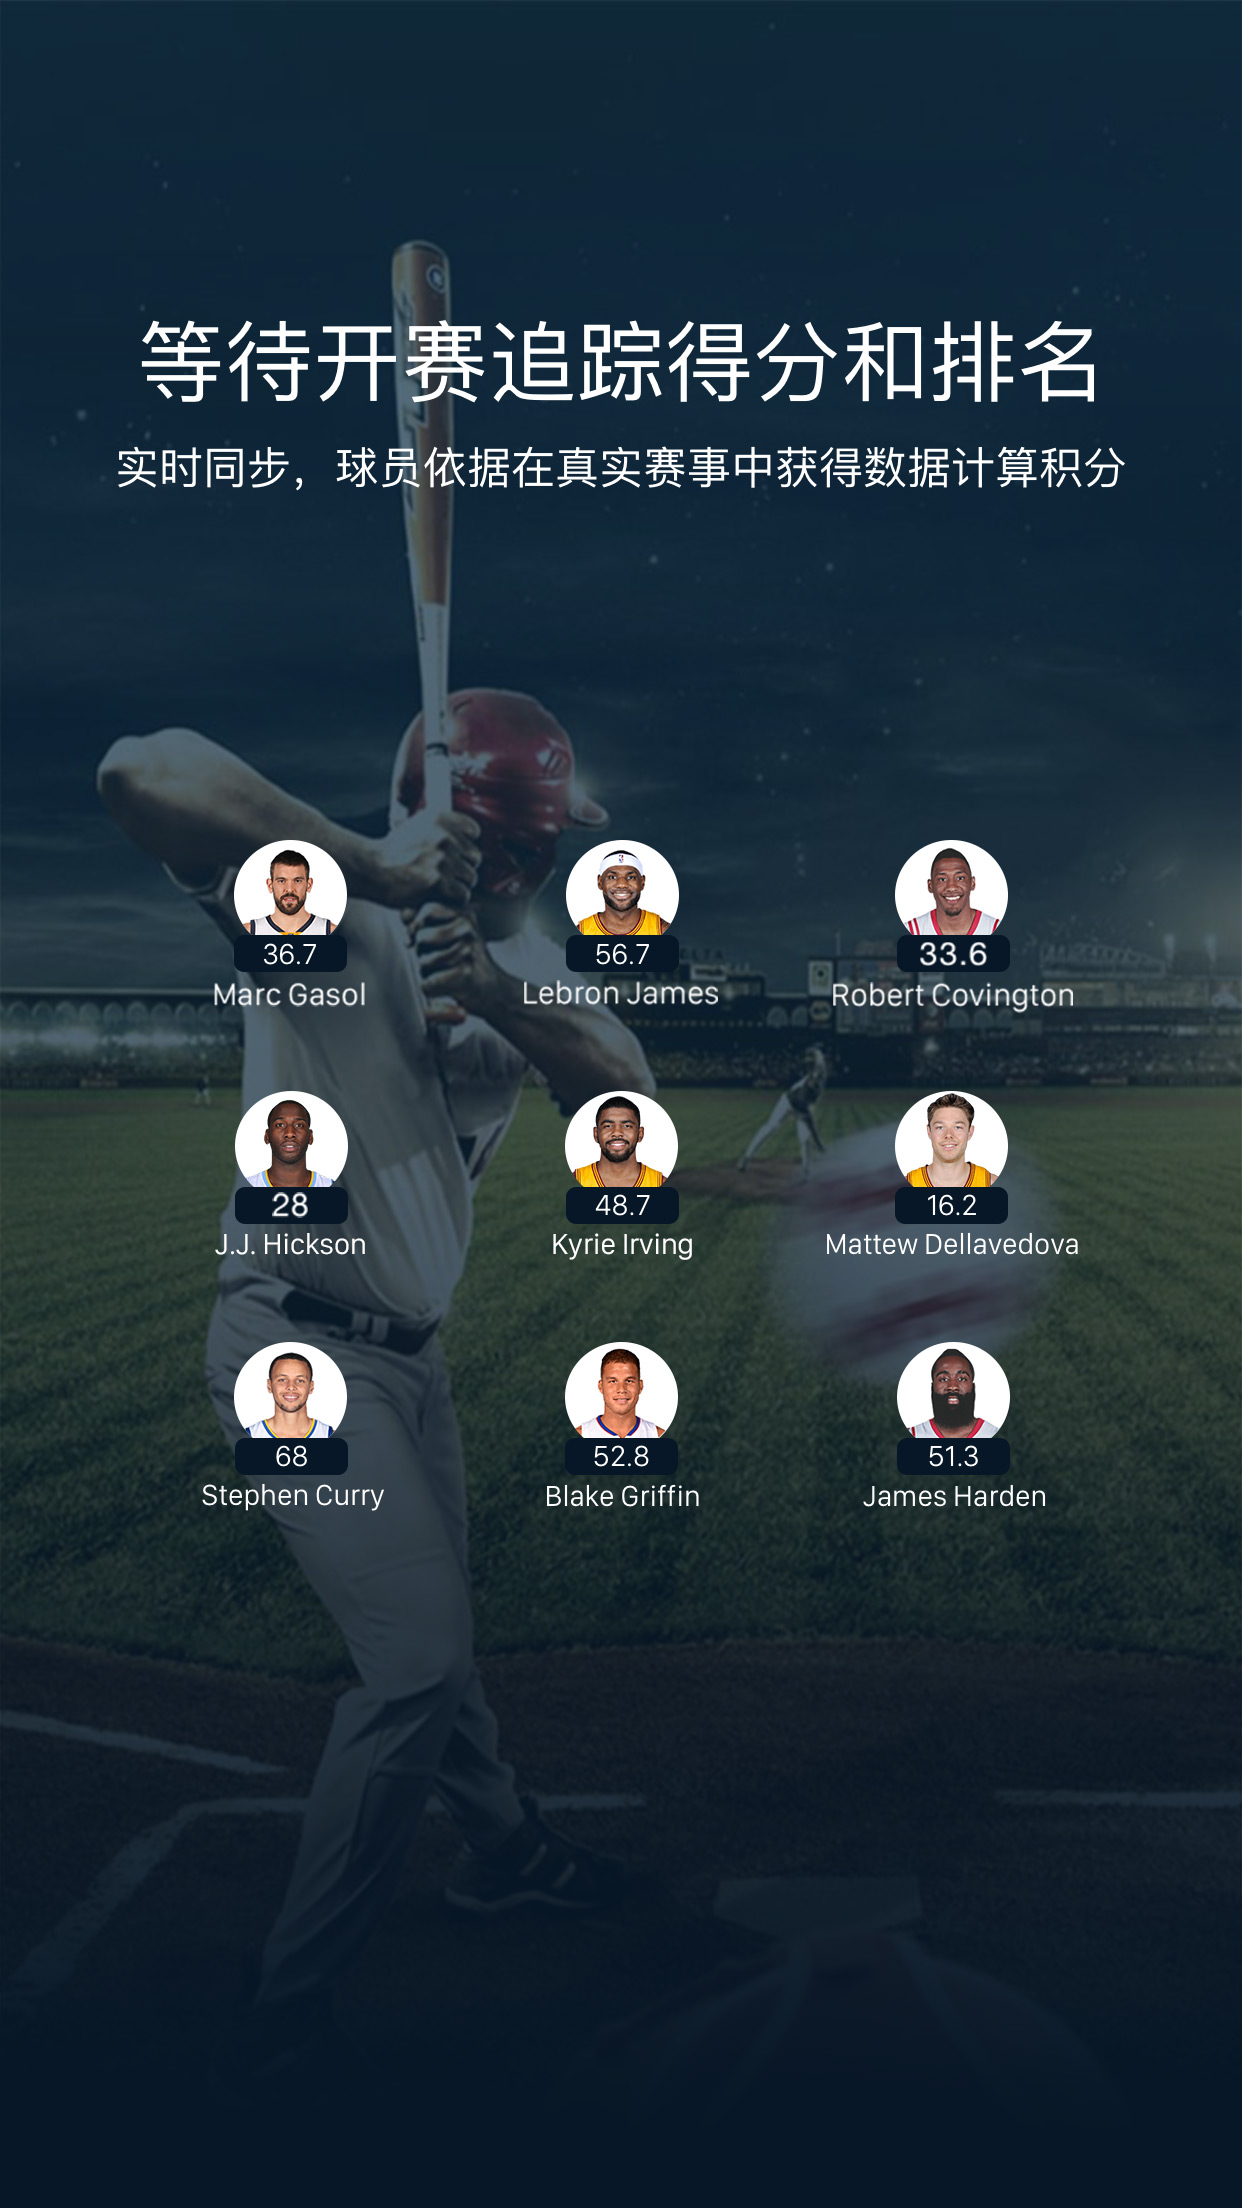 等待开赛追踪得分和排名
实时同步，球员依据在真实赛事中获得数据计算积分
36.7
Marc Gasol
56.7
Lebron James
33.6
Robert Covington
28
J.J. Hickson
48.7
Kyrie Irving
16.2
Mattew Dellavedova
68
Stephen Curry
52.8
Blake Griffin
51.3
James Harden